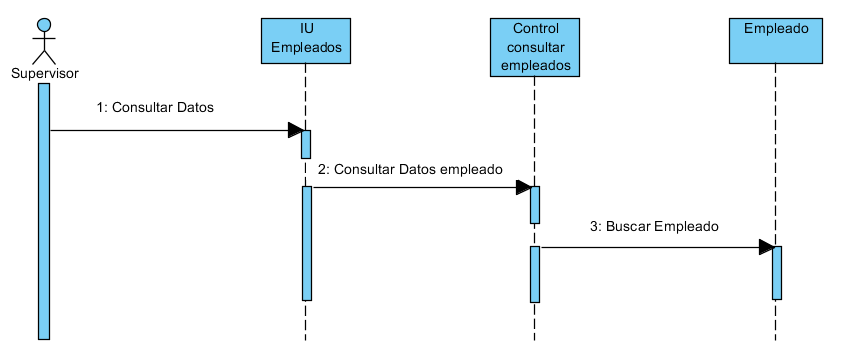 Supervisor
IU
Empleados
Control
consultar
empleados
Empleado
1: Consultar Datos
2: Consultar Datos empleado
3: Buscar Empleado